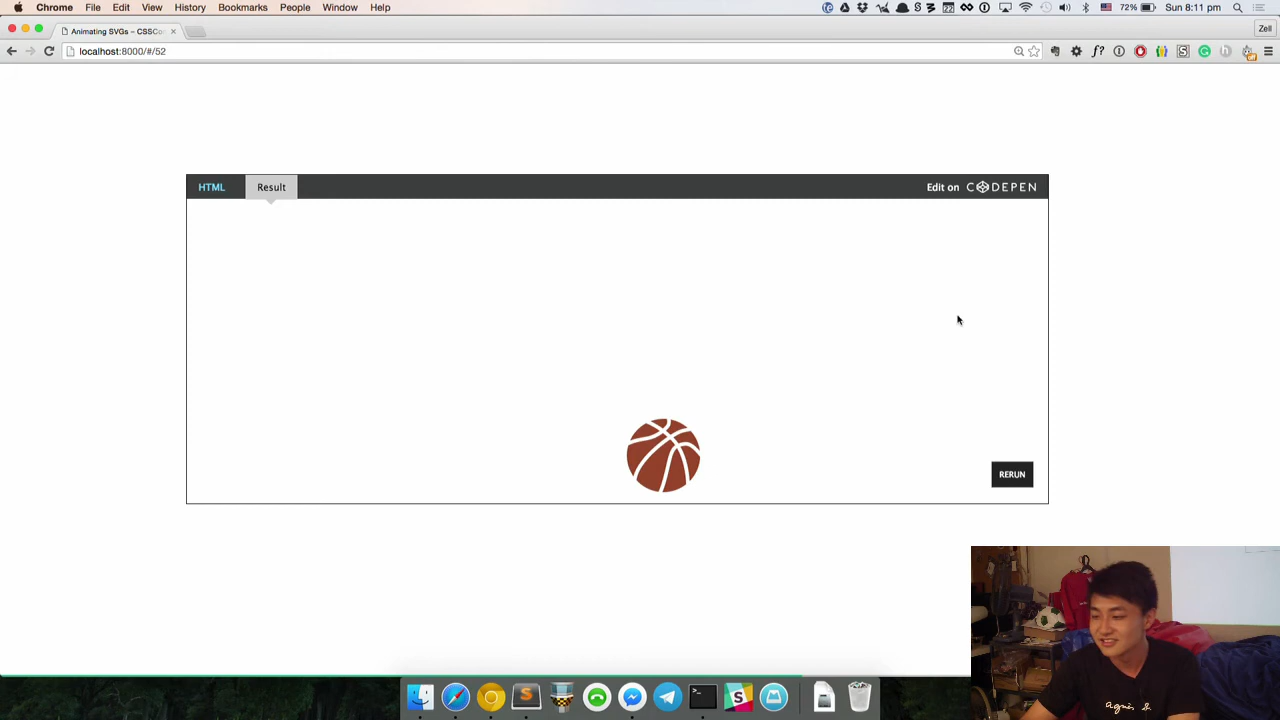 Chrome File Edit View History Bookmarks People Window Help 72% Sun 8:11 pm
Animating SVGs – CSSCo Zell
localhost:8000/#/52 f?
HTML Result Edit on CODEPEN
RERUN
agnès b.